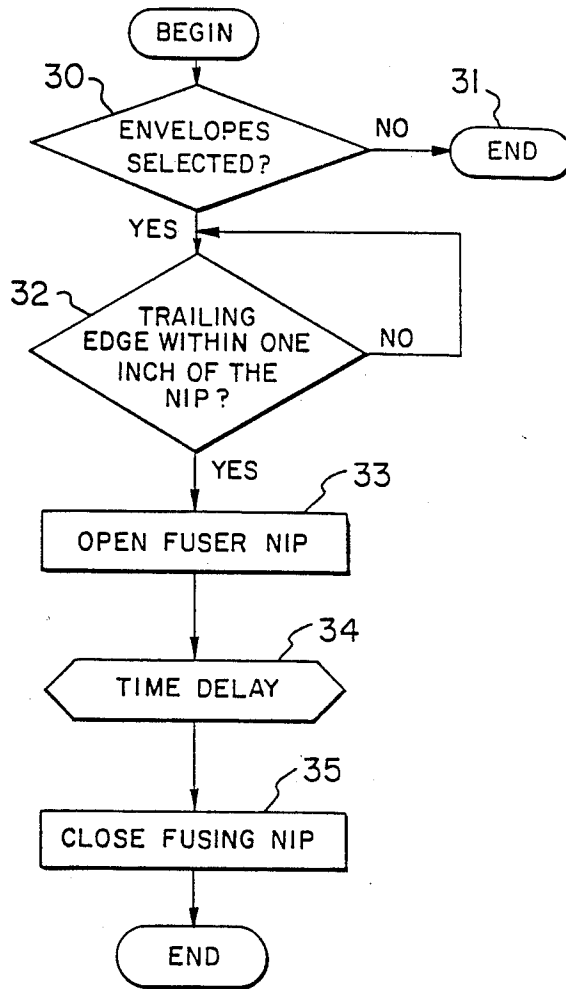 BEGIN
30
ENVELOPES
SELECTED?
NO
31
END
YES
32
TRAILING
EDGE WITHIN ONE
INCH OF THE
NIP?
NO
YES
33
OPEN FUSER NIP
34
TIME DELAY
35
CLOSE FUSING NIP
END